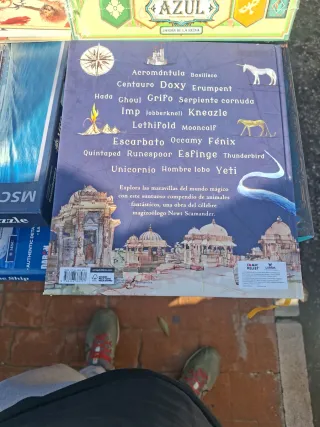 AZUL
Acromántula Basilisco
Centauro Doxy Erumpent
Hada Ghoul Grifo Serpiente cornuda
Imp Jobberknoll Kneazle
Lethifold Mooncalf
Escarbato Occamy Fénix
Quintaped Runespoor Esfinge Thunderbird
Unicornio Hombre lobo Yeti
Explora las maravillas del mundo mágico
con este suntuoso compendio de animales
fantásticos, una obra del célebre
magizoólogo Newt Scamander.
MSC